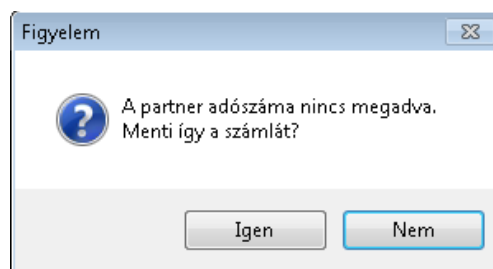 Figyelem
A partner adószáma nincs megadva.
Menti így a számlát?
Igen
Nem